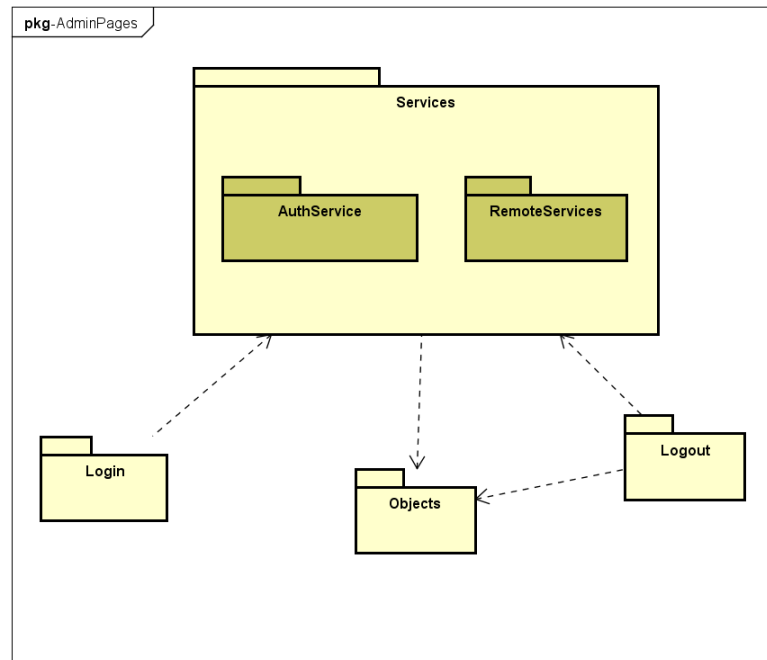 pkg-AdminPages
Services
AuthService
RemoteServices
Login
Objects
Logout